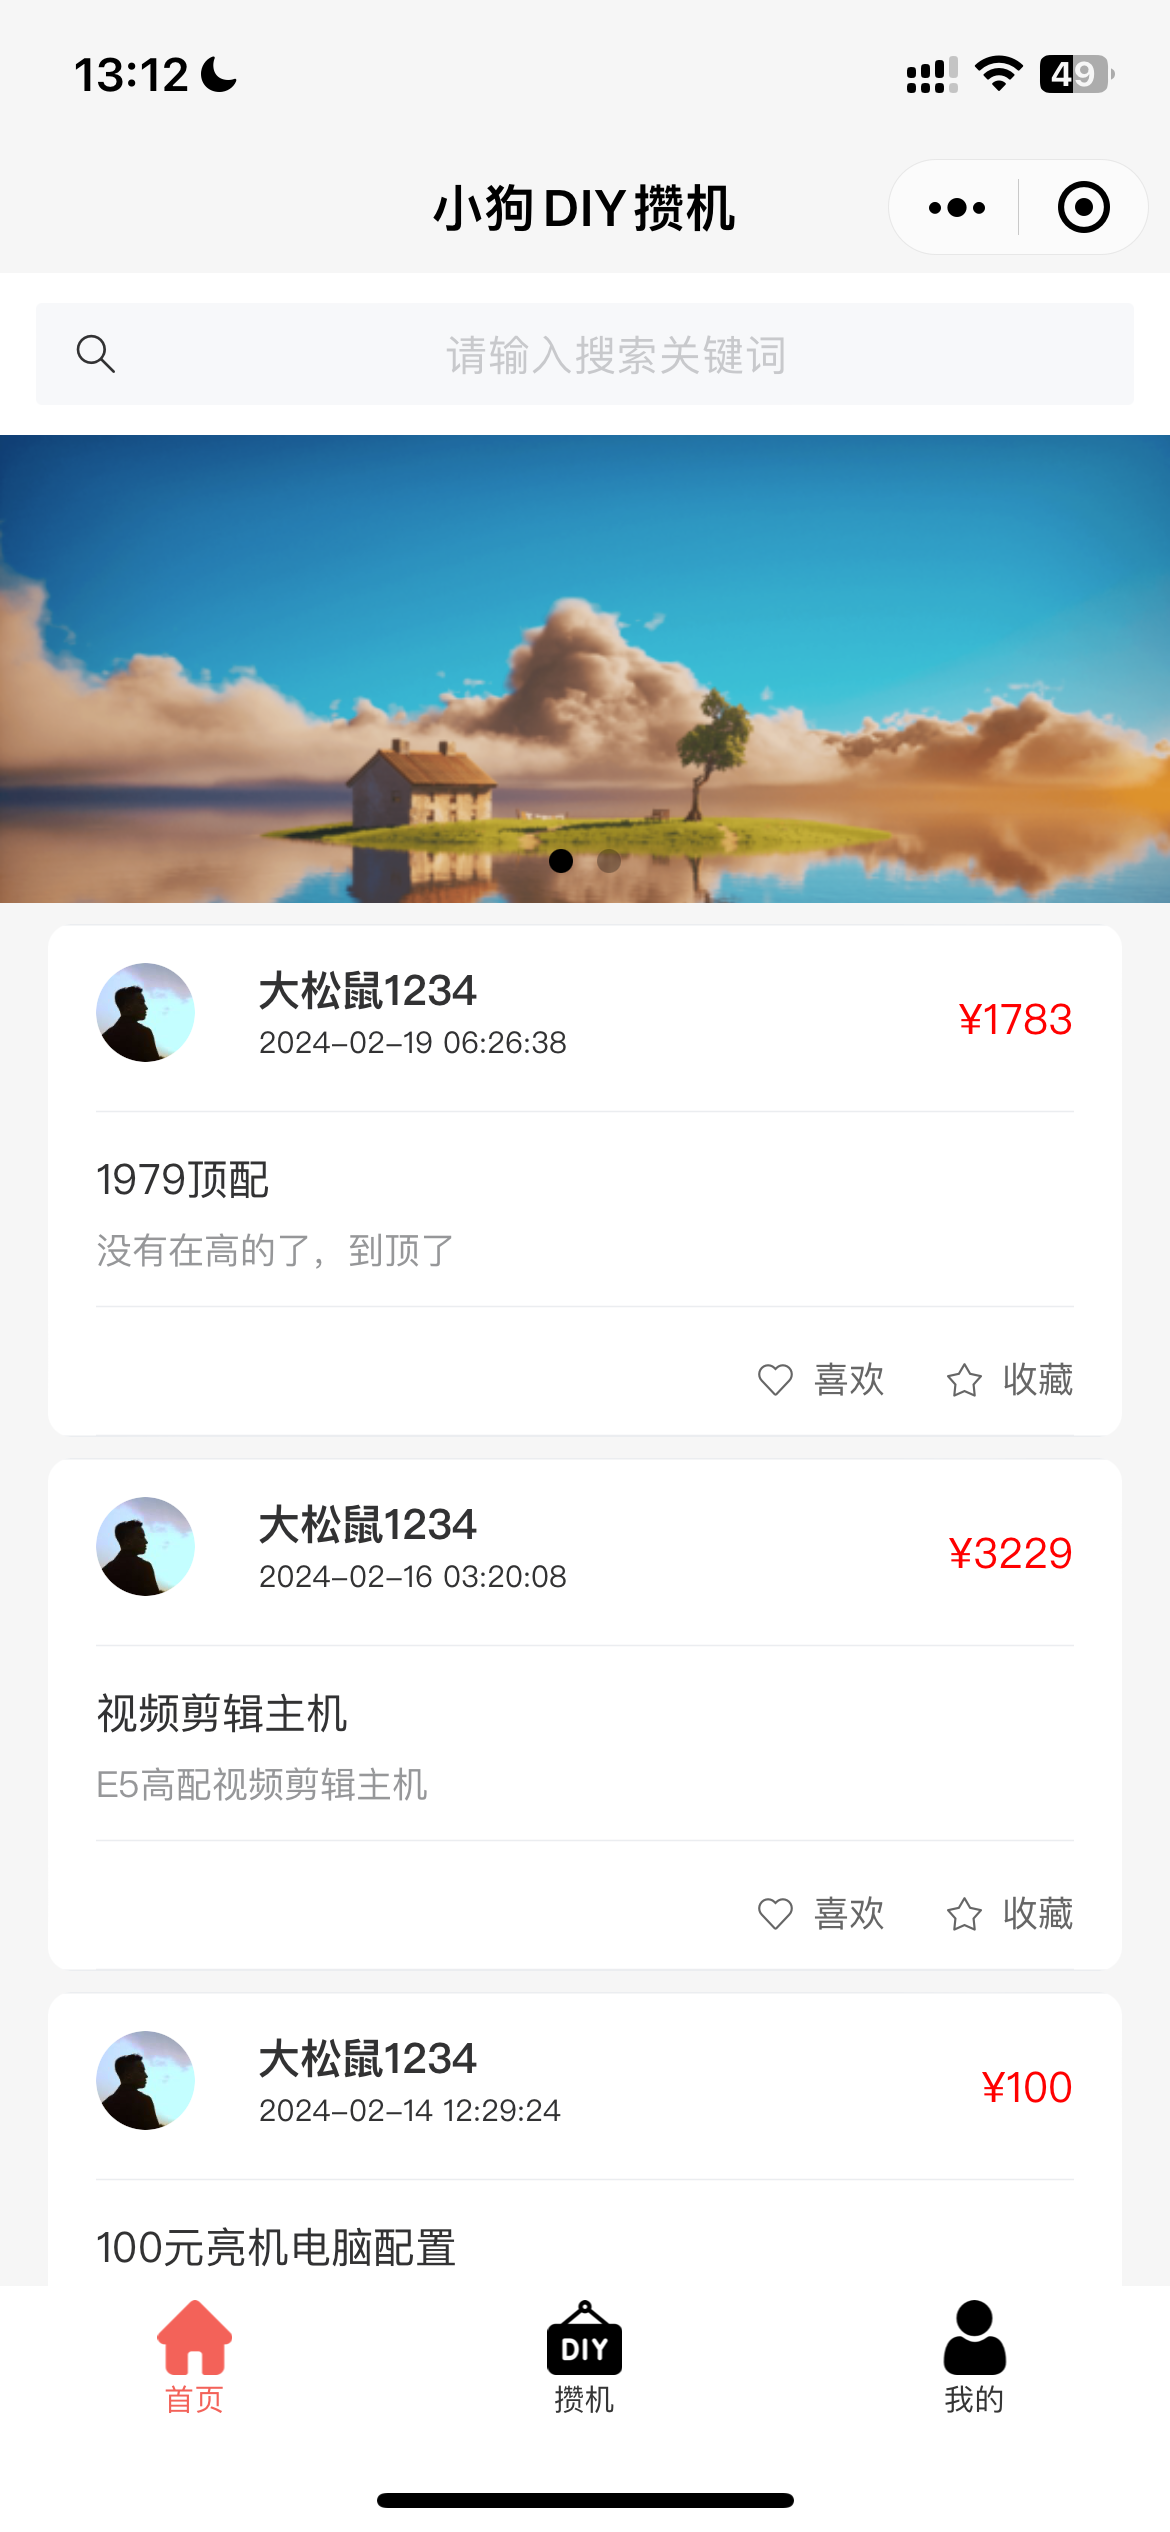 13:12
49
小狗DIY攒机
请输入搜索关键词
大松鼠1234
2024-02-19 06:26:38
¥1783
1979顶配
没有在高的了，到顶了
喜欢 收藏
大松鼠1234
2024-02-16 03:20:08
¥3229
视频剪辑主机
E5高配视频剪辑主机
喜欢 收藏
大松鼠1234
2024-02-14 12:29:24
¥100
100元亮机电脑配置
DIY
首页 攒机 我的